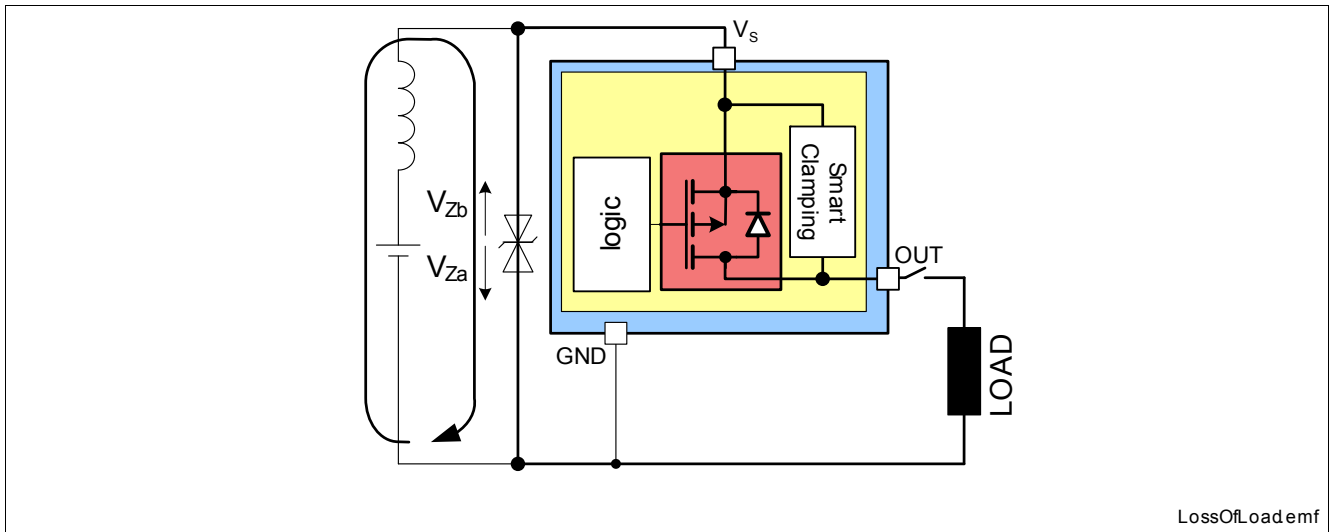 Vs
VZb
VZa
logic
Smart
Clamping
OUT
GND
LOAD
LossOfLoad.emf